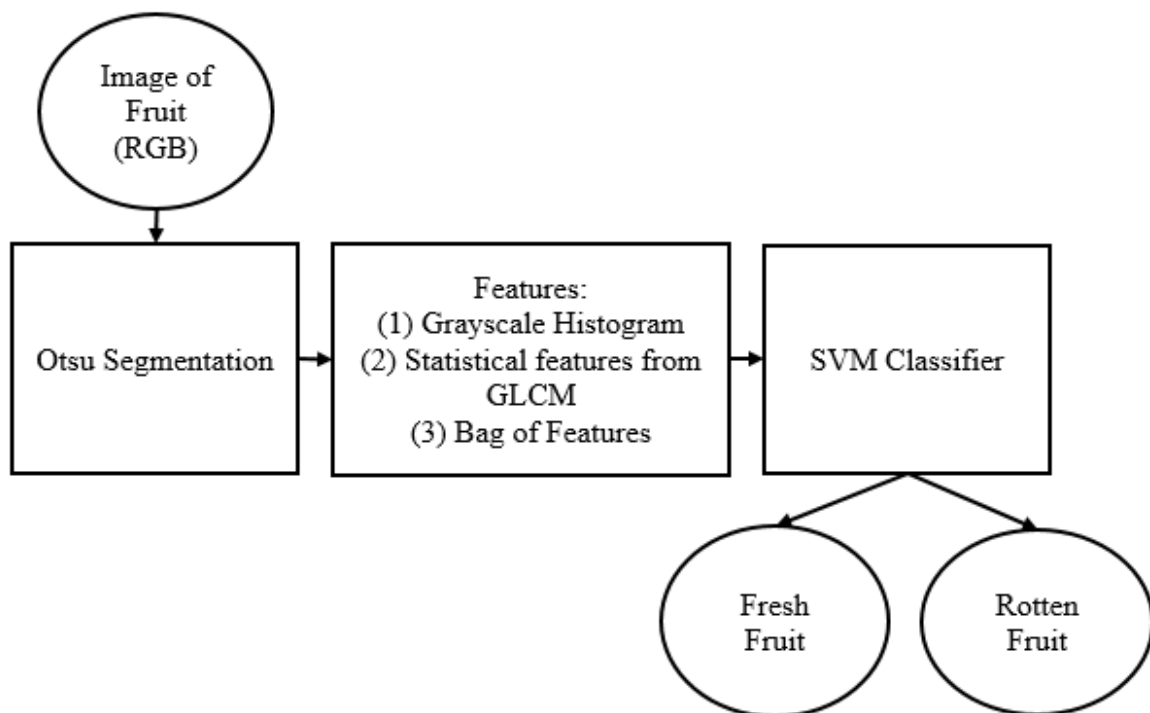 Image of
Fruit
(RGB)
Otsu Segmentation
Features:
(1) Grayscale Histogram
(2) Statistical features from
GLCM
(3) Bag of Features
SVM Classifier
Fresh
Fruit
Rotten
Fruit